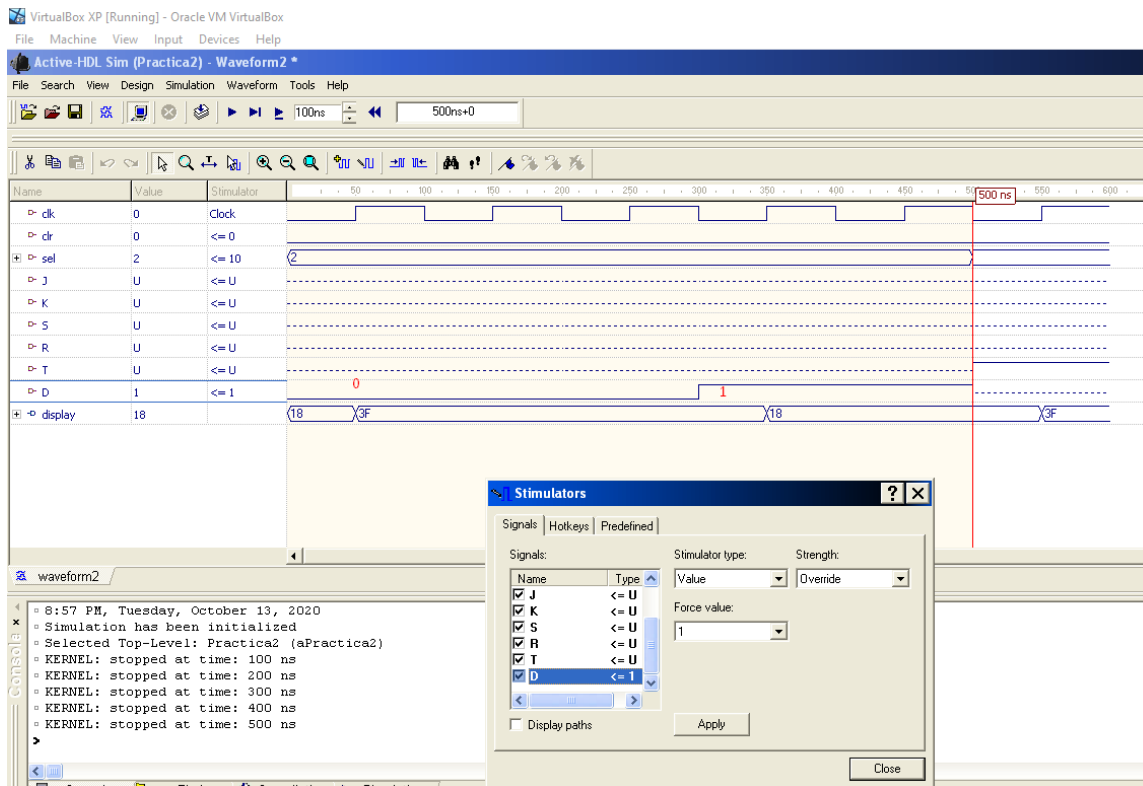 VirtualBox XP [Running] - Oracle VM VirtualBox
File Machine View Input Devices Help
Active-HDL Sim (Practica2) - Waveform2 *
File Search View Design Simulation Waveform Tools Help
100ns 500ns+0
Name Value Stimulator 50 100 150 200 250 300 350 400 450 500 ns 550 600
clk 0 Clock
clr 0 <= 0
sel 2 <= 10 2
J U <= U
K U <= U
S U <= U
R U <= U
T U <= U
D 1 <= 1 0 1
display 18 18 3F 18 3F
waveform2
8:57 PM, Tuesday, October 13, 2020
Simulation has been initialized
Selected Top-Level: Practica2 (aPractica2)
KERNEL: stopped at time: 100 ns
KERNEL: stopped at time: 200 ns
KERNEL: stopped at time: 300 ns
KERNEL: stopped at time: 400 ns
KERNEL: stopped at time: 500 ns
>
Consola
Stimulators
Signals Hotkeys Predefined
Signals: Stimulator type: Strength:
Name Type Value Override
J <= U
K <= U Force value:
S <= U 1
R <= U
T <= U
D <= 1
Display paths Apply
Close